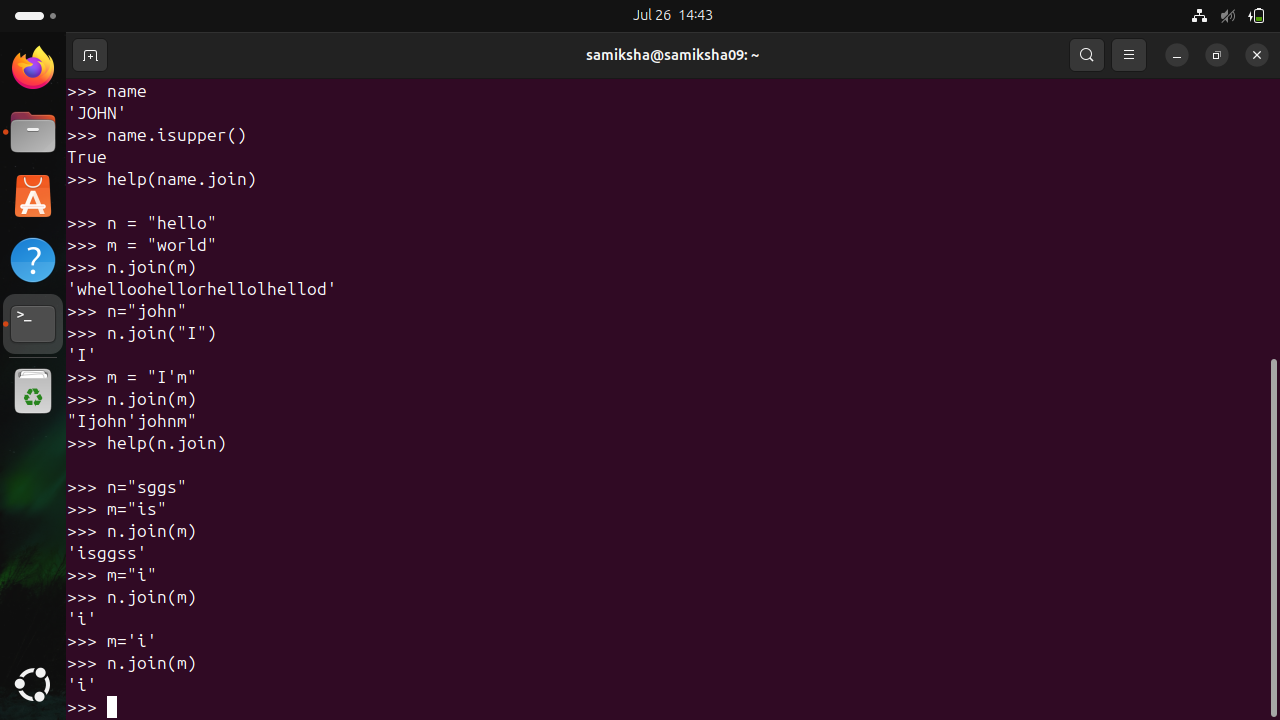 Jul 26 14:43
samiksha@samiksha09: ~
>>> name
'JOHN'
>>> name.isupper()
True
>>> help(name.join)
>>> n = "hello"
>>> m = "world"
>>> n.join(m)
'whelloohellorhellolhellod'
>>> n="john"
>>> n.join("I")
'I'
>>> m = "I'm"
>>> n.join(m)
"Ijohn'johnm"
>>> help(n.join)
>>> n="sggs"
>>> m="is"
>>> n.join(m)
'isggss'
>>> m="i"
>>> n.join(m)
'i'
>>> m='i'
>>> n.join(m)
'i'
>>>